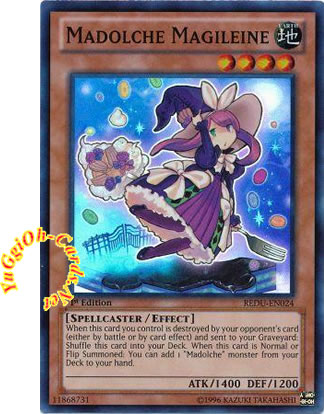 MADOLCHE MAGILEINE
EARTH
地
YuGgiOh-Cards.Net
1st Edition
REDU-EN024
[SPELLCASTER / EFFECT]
When this card you control is destroyed by your opponent's card
(either by battle or by card effect) and sent to your Graveyard:
Shuffle this card into your Deck. When this card is Normal or
Flip Summoned: You can add 1 "Madolche" monster from
your Deck to your hand.
ATK/1400 DEF/1200
11868731
©1996 KAZUKI TAKAHASHI